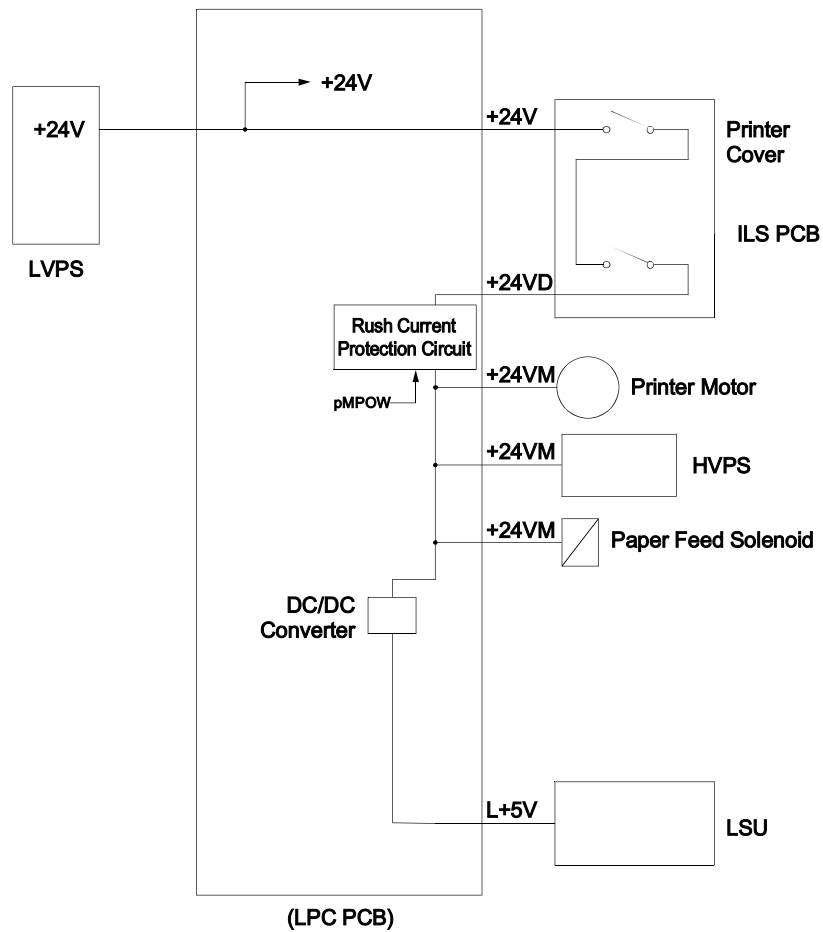 +24V
+24V
+24V
Printer
Cover
LVPS
ILS PCB
+24VD
Rush Current
Protection Circuit
pMPOW
+24VM
Printer Motor
+24VM
HVPS
+24VM
Paper Feed Solenoid
DC/DC
Converter
L+5V
LSU
(LPC PCB)